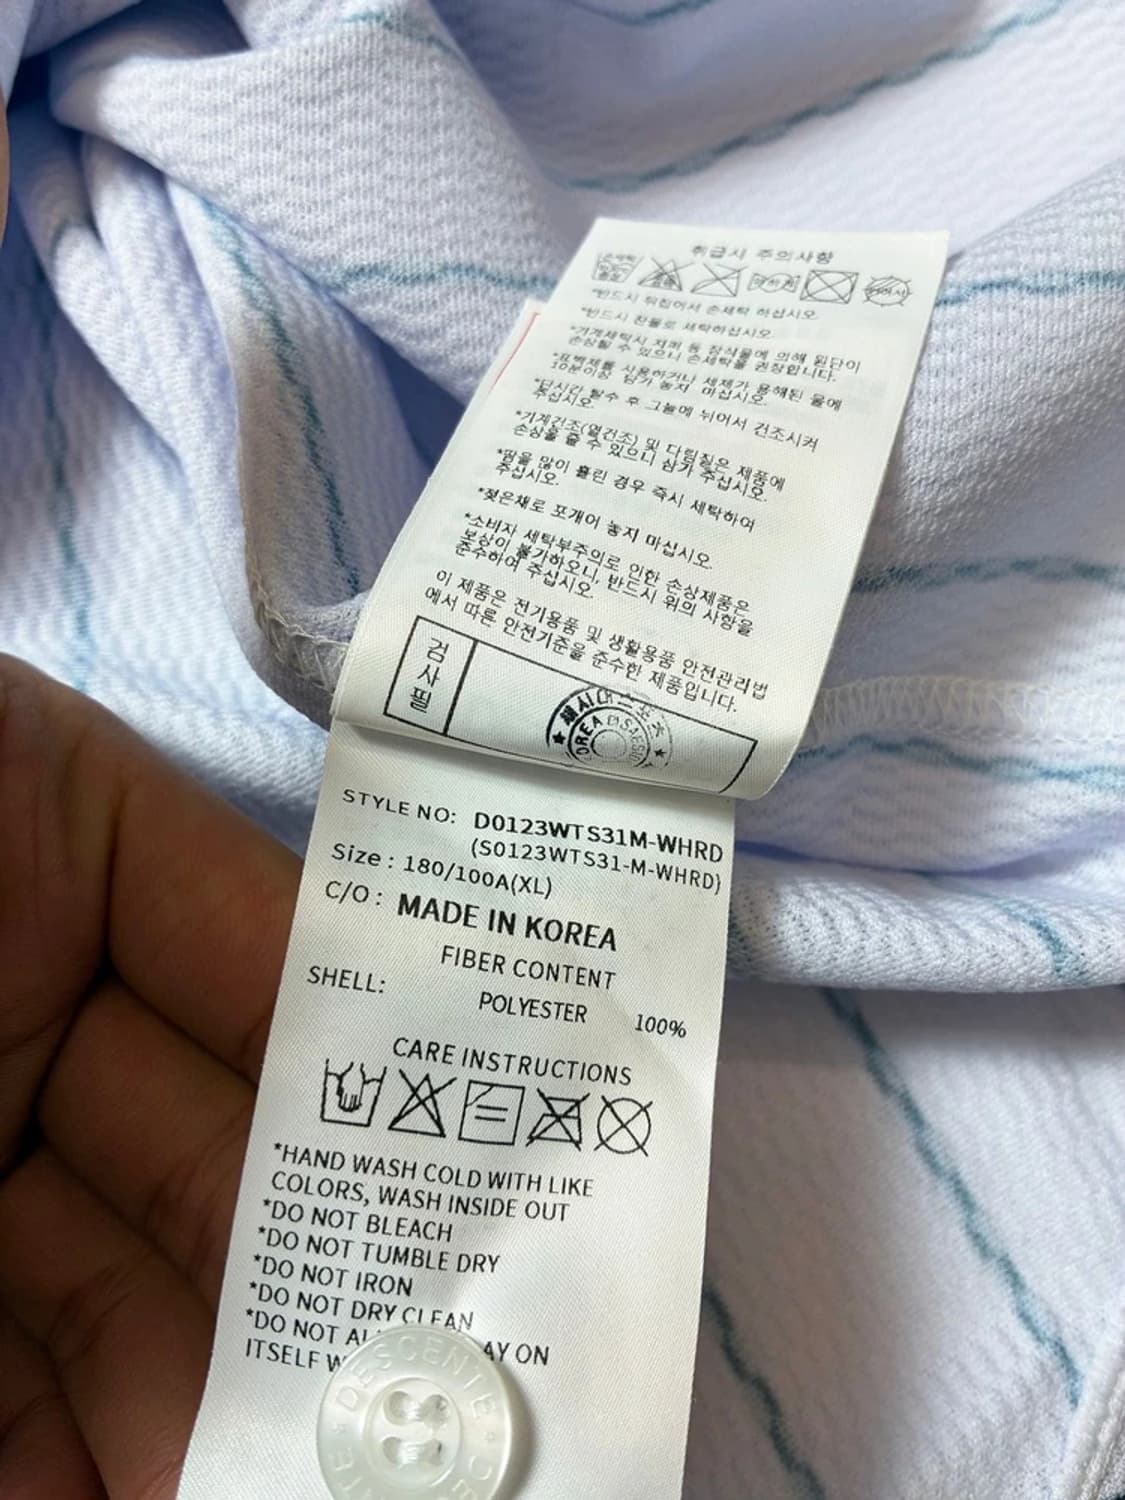 취급시 주의사항
*반드시 뒤집어서 손세탁 하십시오.
*반드시 찬물로 세탁하십시오.
*기계세탁시 지퍼 등 장식물에 의해 원단이
손상될 수 있으니 손세탁을 권장합니다.
*표백제를 사용하거나 세제가 용해된 물에
10분이상 담가 놓지 마십시오.
*단시간 탈수 후 그늘에 뉘어서 건조시켜
주십시오.
*기계건조(열건조) 및 다림질은 제품에
손상을 줄 수 있으니 삼가 주십시오.
*땀을 많이 흘린 경우 즉시 세탁하여
주십시오.
*젖은채로 포개어 놓지 마십시오.
*소비자 세탁부주의로 인한 손상제품은
보상이 불가하오니, 반드시 위의 사항을
준수하여 주십시오.
이 제품은 전기용품 및 생활용품 안전관리법
에서 따른 안전기준을 준수한 제품입니다.
검사필
KOREA
STYLE NO: D0123WTS31M-WHRD
(S0123WTS31-M-WHRD)
Size : 180/100A(XL)
C/O : MADE IN KOREA
FIBER CONTENT
SHELL: POLYESTER 100%
CARE INSTRUCTIONS
*HAND WASH COLD WITH LIKE
COLORS, WASH INSIDE OUT
*DO NOT BLEACH
*DO NOT TUMBLE DRY
*DO NOT IRON
*DO NOT DRY CLEAN
*DO NOT ON
ITSELF
DESCENTE